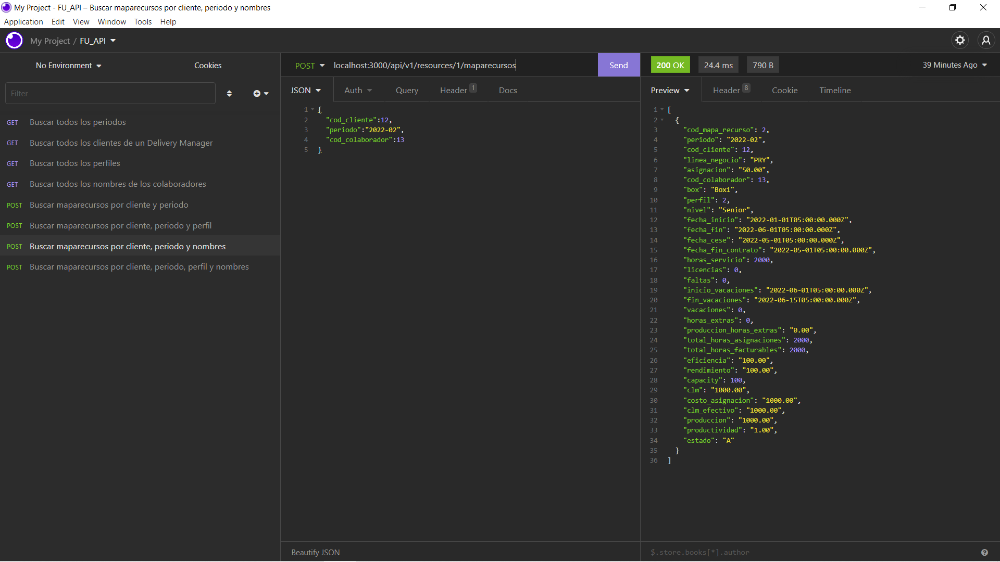 My Project - FU_API – Buscar maparecursos por cliente, periodo y nombres
Application Edit View Window Tools Help
My Project / FU_API
No Environment
Cookies
Filter
GET Buscar todos los periodos
GET Buscar todos los clientes de un Delivery Manager
GET Buscar todos los perfiles
GET Buscar todos los nombres de los colaboradores
POST Buscar maparecursos por cliente y periodo
POST Buscar maparecursos por cliente, periodo y perfil
POST Buscar maparecursos por cliente, periodo y nombres
POST Buscar maparecursos por cliente, periodo, perfil y nombres
POST localhost:3000/api/v1/resources/1/maparecursos Send
JSON Auth Query Header 1 Docs
1 {
2 "cod_cliente":12,
3 "periodo":"2022-02",
4 "cod_colaborador":13
5 }
Beautify JSON
200 OK 24.4 ms 790 B 39 Minutes Ago
Preview Header 8 Cookie Timeline
1 [
2 {
3 "cod_mapa_recurso": 2,
4 "periodo": "2022-02",
5 "cod_cliente": 12,
6 "linea_negocio": "PRY",
7 "asignacion": "50.00",
8 "cod_colaborador": 13,
9 "box": "Box1",
10 "perfil": 2,
11 "nivel": "Senior",
12 "fecha_inicio": "2022-01-01T05:00:00.000Z",
13 "fecha_fin": "2022-06-01T05:00:00.000Z",
14 "fecha_cese": "2022-05-01T05:00:00.000Z",
15 "fecha_fin_contrato": "2022-05-01T05:00:00.000Z",
16 "horas_servicio": 2000,
17 "licencias": 0,
18 "faltas": 0,
19 "inicio_vacaciones": "2022-06-01T05:00:00.000Z",
20 "fin_vacaciones": "2022-06-15T05:00:00.000Z",
21 "vacaciones": 0,
22 "horas_extras": 0,
23 "produccion_horas_extras": "0.00",
24 "total_horas_asignaciones": 2000,
25 "total_horas_facturables": 2000,
26 "eficiencia": "100.00",
27 "rendimiento": "100.00",
28 "capacity": 100,
29 "clm": "1000.00",
30 "costo_asignacion": "1000.00",
31 "clm_efectivo": "1000.00",
32 "produccion": "1000.00",
33 "productividad": "1.00",
34 "estado": "A"
35 }
36 ]
$.store.books[*].author